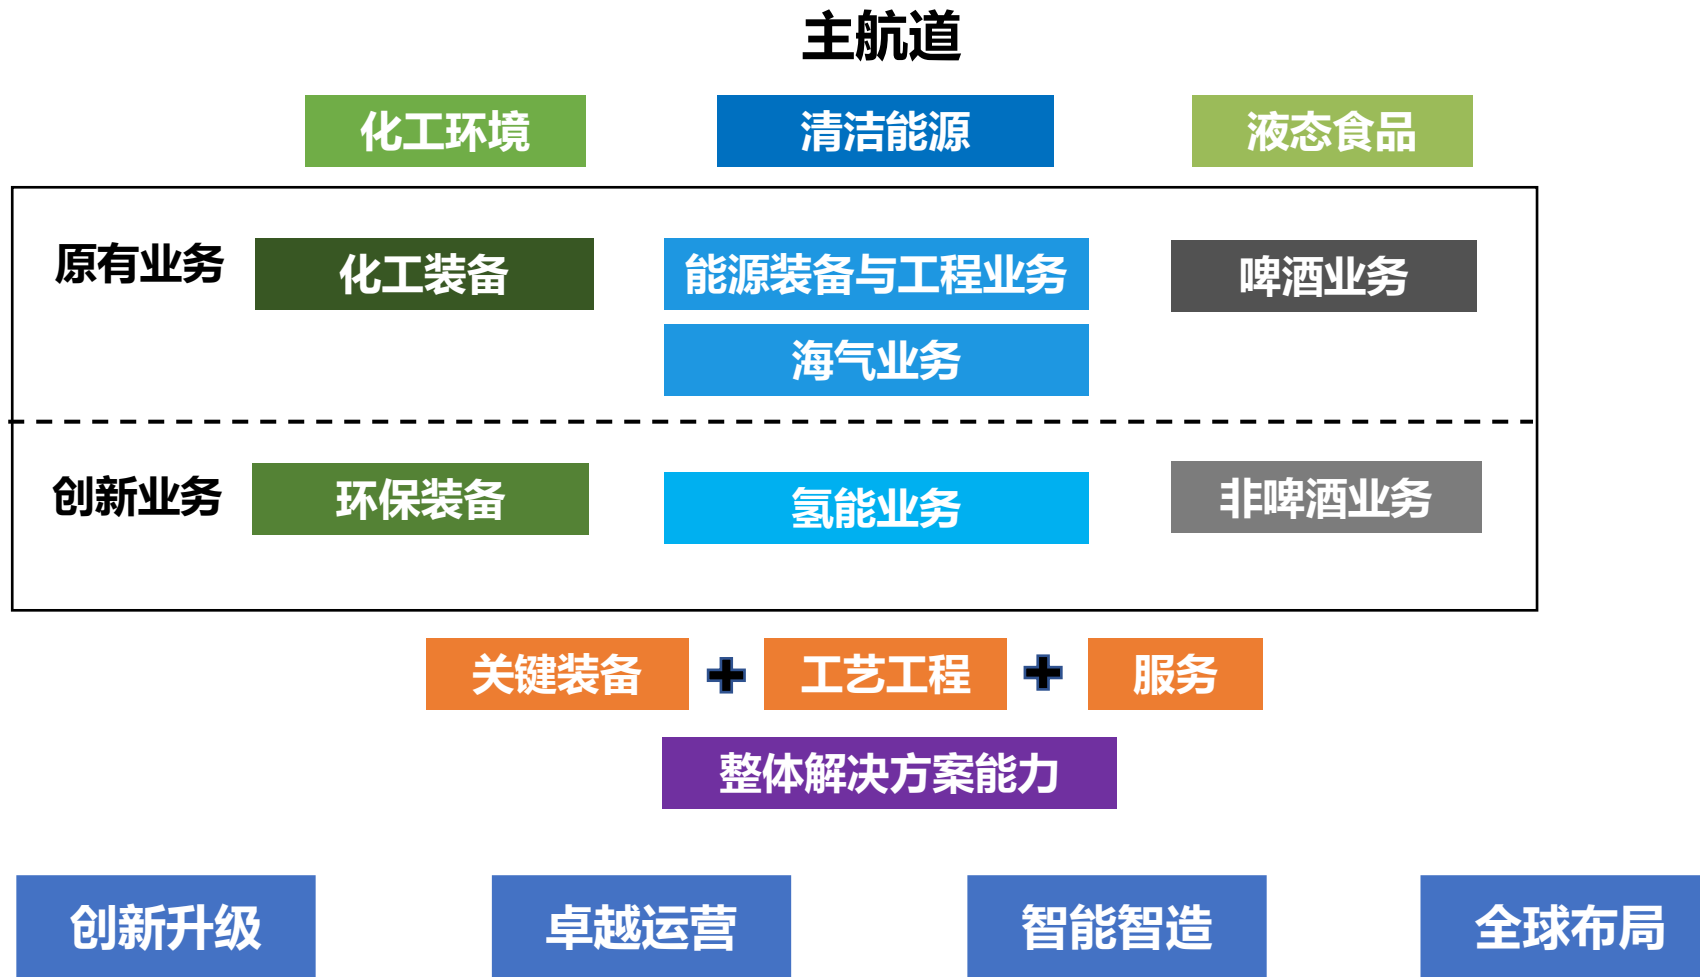 主航道
化工环境 清洁能源 液态食品
原有业务 化工装备 能源装备与工程业务 啤酒业务
海气业务
创新业务 环保装备 氢能业务 非啤酒业务
关键装备 + 工艺工程 + 服务
整体解决方案能力
创新升级 卓越运营 智能智造 全球布局